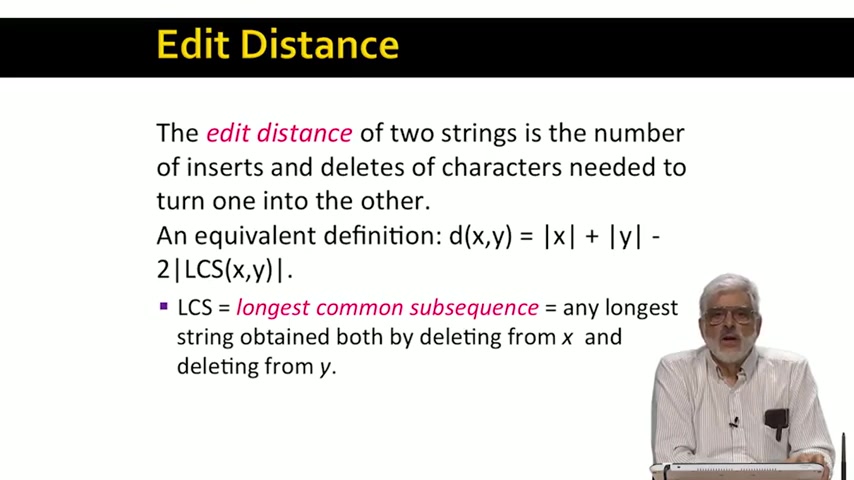 Edit Distance
The edit distance of two strings is the number
of inserts and deletes of characters needed to
turn one into the other.
An equivalent definition: d(x,y) = |x| + |y| -
2|LCS(x,y)|.
▪ LCS = longest common subsequence = any longest
string obtained both by deleting from x and
deleting from y.